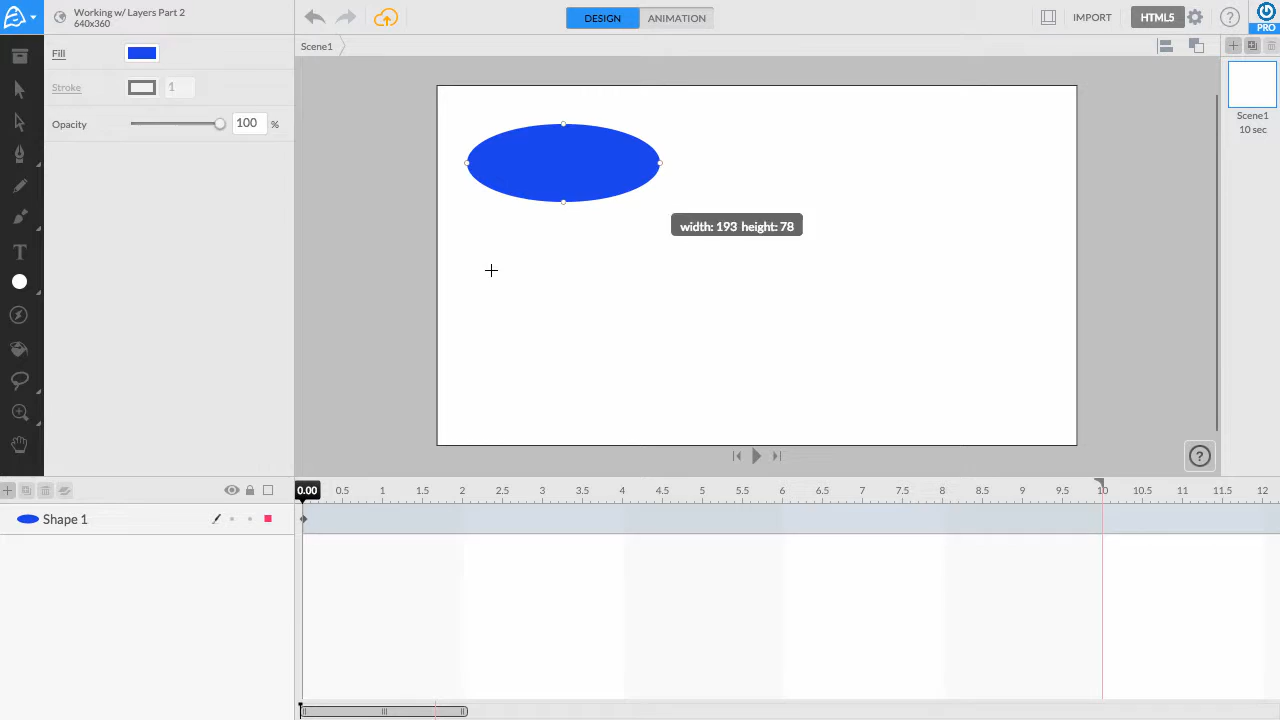 Working w/ Layers Part 2
640x360
DESIGN
ANIMATION
IMPORT
HTML5
PRO
Fill
Scene1
Stroke
1
Opacity
100
%
Scene1
10 sec
width: 193 height: 78
?
0.00 0.5 1 1.5 2 2.5 3 3.5 4 4.5 5 5.5 6 6.5 7 7.5 8 8.5 9 9.5 10 10.5 11 11.5 12
Shape 1